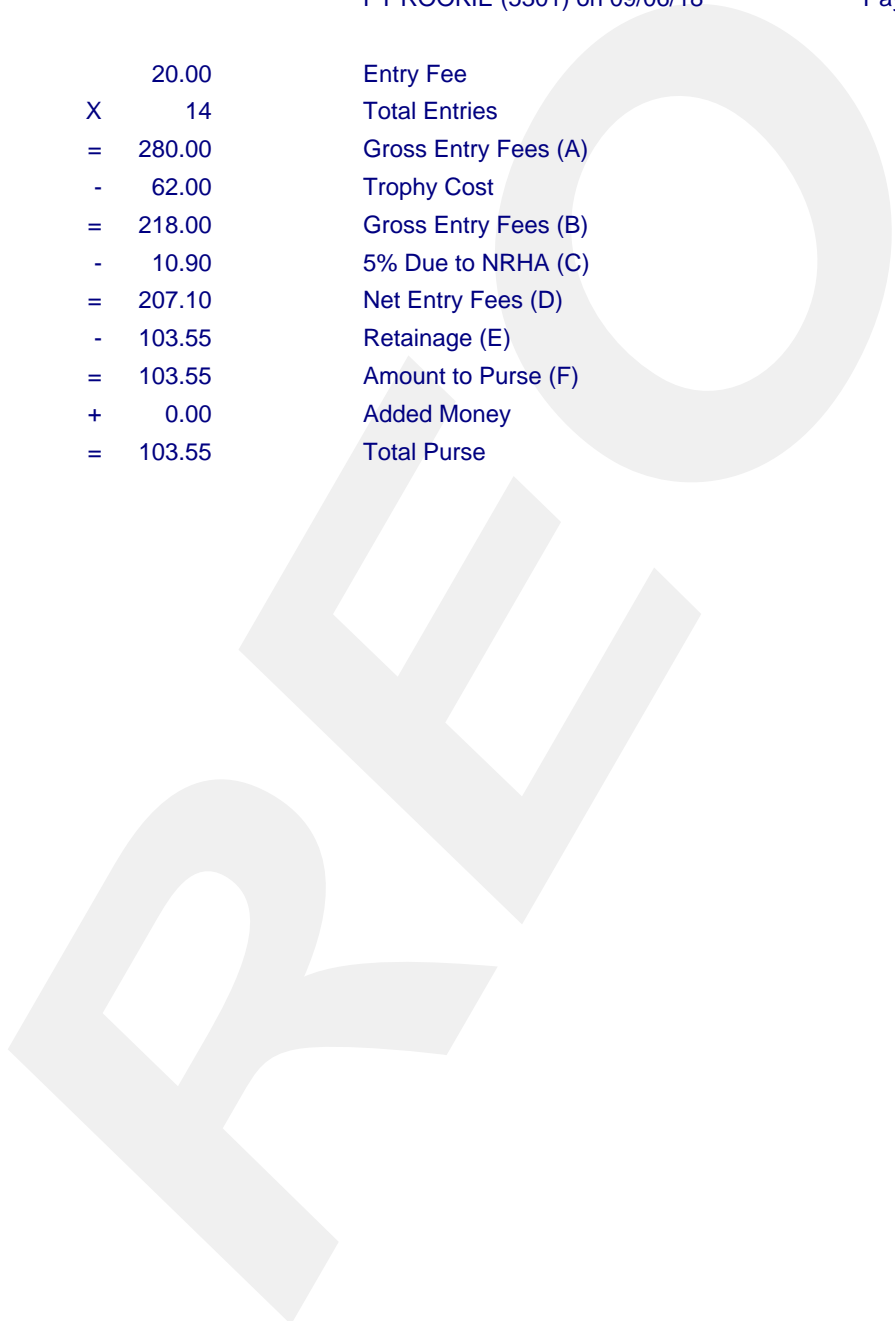 20.00 Entry Fee
X 14 Total Entries
= 280.00 Gross Entry Fees (A)
- 62.00 Trophy Cost
= 218.00 Gross Entry Fees (B)
- 10.90 5% Due to NRHA (C)
= 207.10 Net Entry Fees (D)
- 103.55 Retainage (E)
= 103.55 Amount to Purse (F)
+ 0.00 Added Money
= 103.55 Total Purse
REO